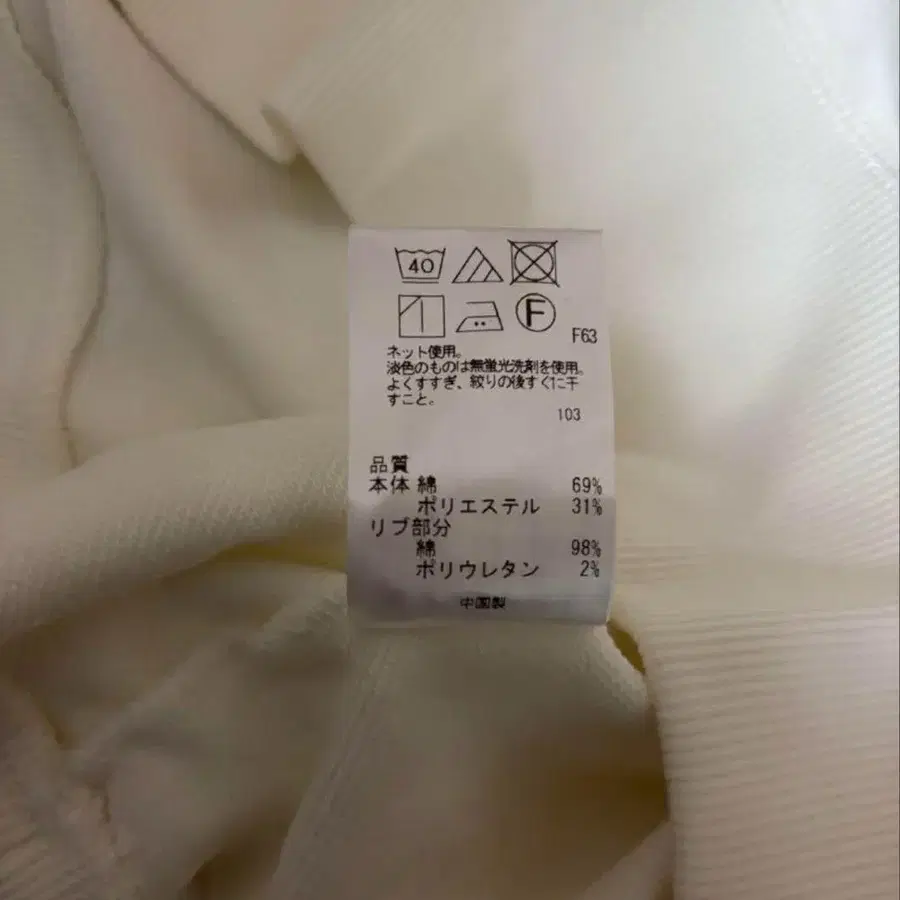 40
F
F63
ネット使用。
淡色のものは無蛍光洗剤を使用。
よくすすぎ、絞りの後すぐに干
すこと。
103
品質
本体 綿 69%
ポリエステル 31%
リブ部分
綿 98%
ポリウレタン 2%
中国製